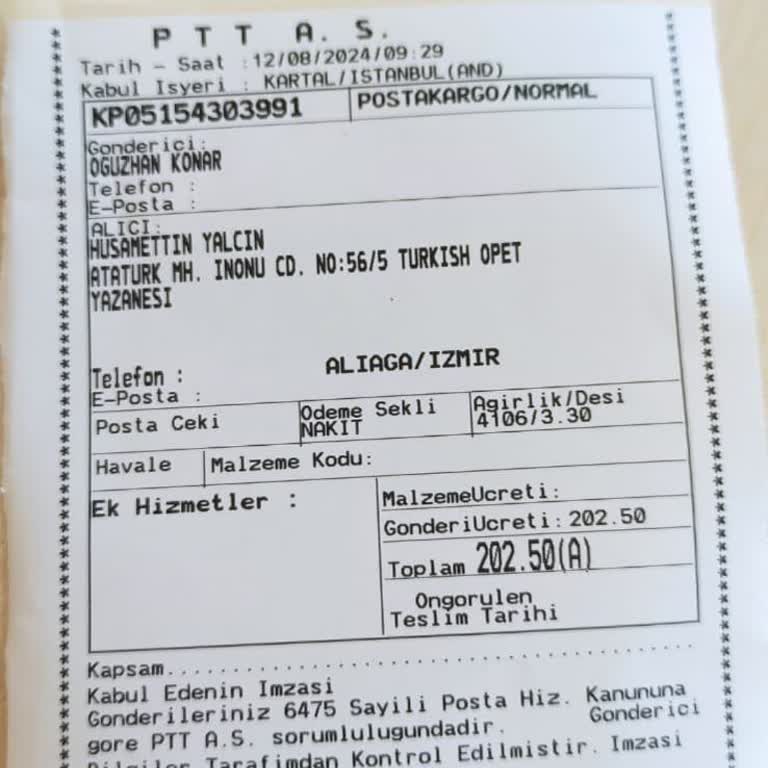 P T T A. S.
Tarih - Saat :12/08/2024/09:29
Kabul Isyeri : KARTAL/ISTANBUL(AND)
KP05154303991 POSTAKARGO/NORMAL
Gonderici:
OGUZHAN KONAR
Telefon :
E-Posta :
ALICI:
HUSAMETTIN YALCIN
ATATURK MH. INONU CD. NO:56/5 TURKISH OPET
YAZANESI
ALIAGA/IZMIR
Telefon :
E-Posta :
Posta Ceki Odeme Sekli Agirlik/Desi
NAKIT 4106/3.30
Havale Malzeme Kodu:
Ek Hizmetler : MalzemeUcreti:
GonderiUcreti: 202.50
Toplam 202.50(A)
Ongorulen
Teslim Tarihi
Kapsam..........................................
Kabul Edenin Imzasi
Gonderileriniz 6475 Sayili Posta Hiz. Kanununa
gore PTT A.S. sorumlulugundadir. Gonderici
Bilgiler Tarafimdan Kontrol Edilmistir. Imzasi